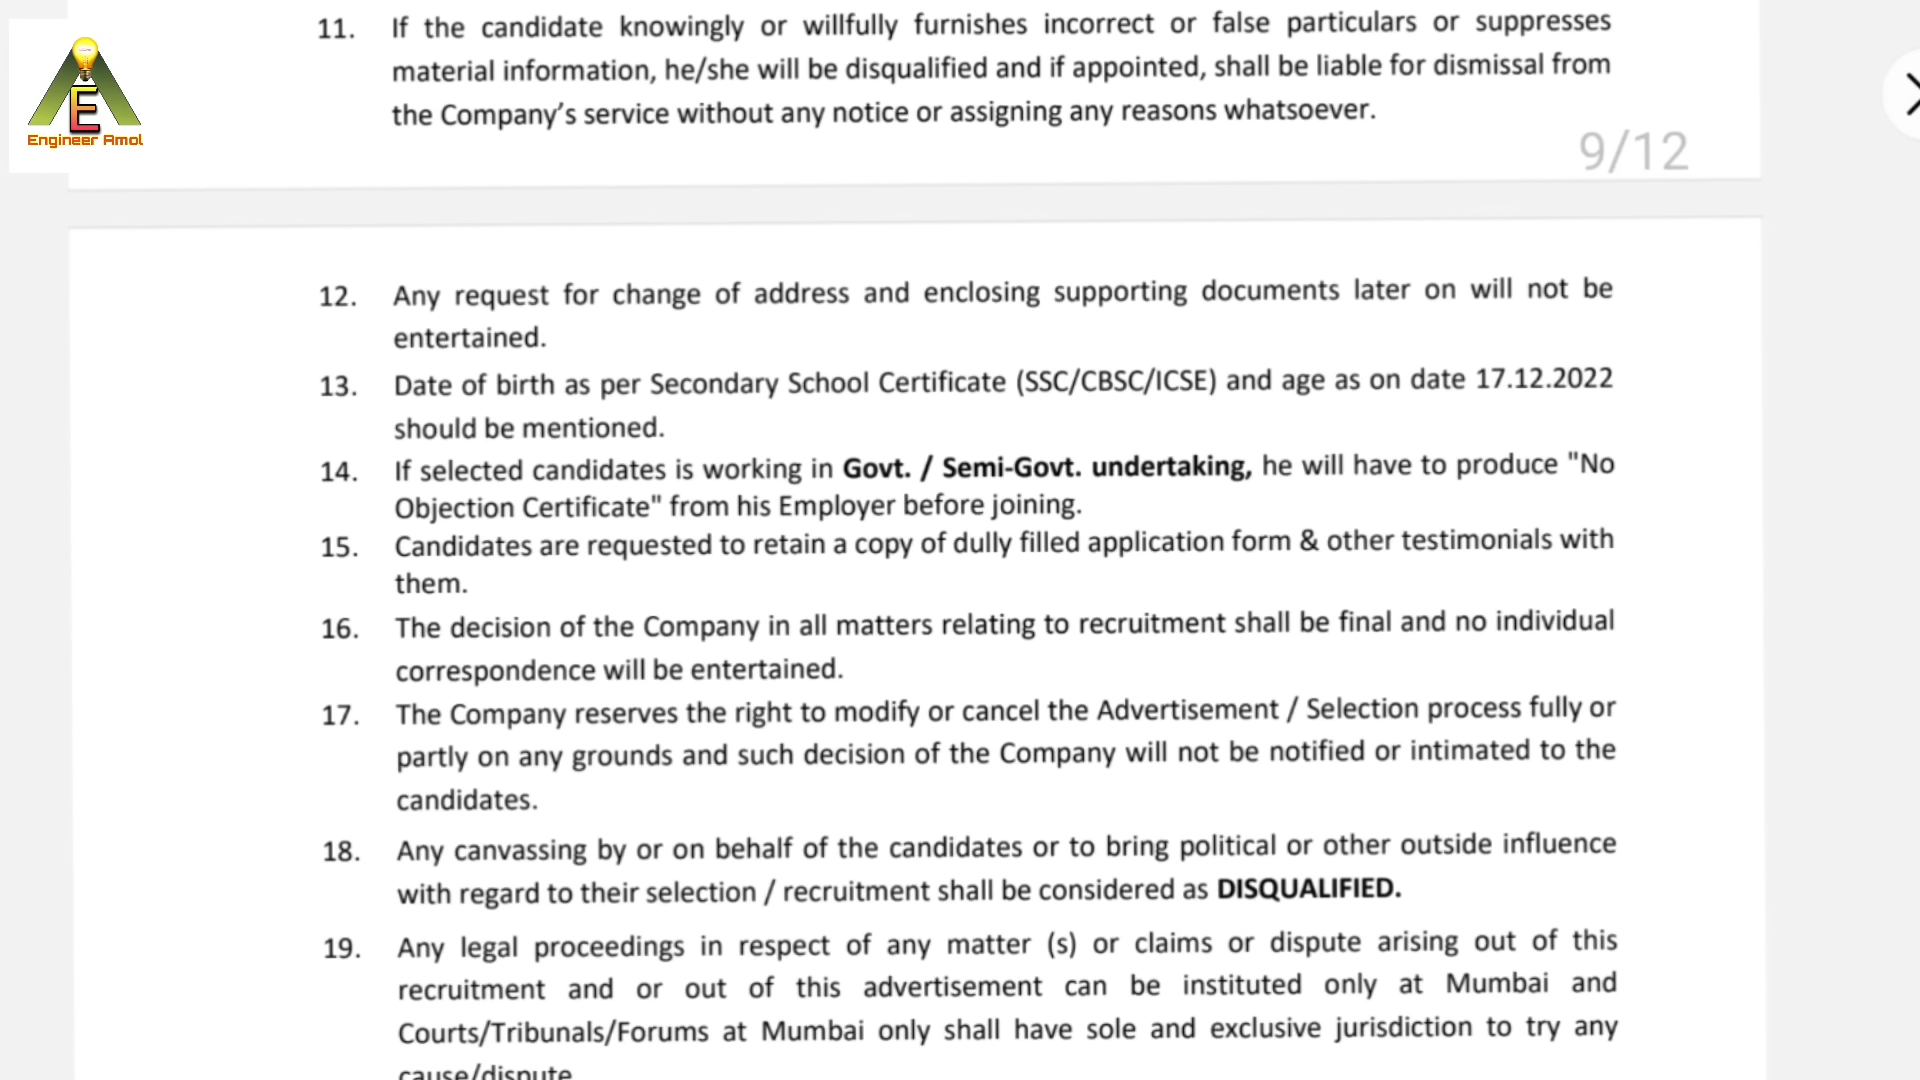 11. If the candidate knowingly or willfully furnishes incorrect or false particulars or suppresses
material information, he/she will be disqualified and if appointed, shall be liable for dismissal from
the Company's service without any notice or assigning any reasons whatsoever.
E
Engineer Amol
9/12
12. Any request for change of address and enclosing supporting documents later on will not be
entertained.
13. Date of birth as per Secondary School Certificate (SSC/CBSC/ICSE) and age as on date 17.12.2022
should be mentioned.
14. If selected candidates is working in Govt. / Semi-Govt. undertaking, he will have to produce "No
Objection Certificate" from his Employer before joining.
15. Candidates are requested to retain a copy of dully filled application form & other testimonials with
them.
16. The decision of the Company in all matters relating to recruitment shall be final and no individual
correspondence will be entertained.
17. The Company reserves the right to modify or cancel the Advertisement / Selection process fully or
partly on any grounds and such decision of the Company will not be notified or intimated to the
candidates.
18. Any canvassing by or on behalf of the candidates or to bring political or other outside influence
with regard to their selection / recruitment shall be considered as DISQUALIFIED.
19. Any legal proceedings in respect of any matter (s) or claims or dispute arising out of this
recruitment and or out of this advertisement can be instituted only at Mumbai and
Courts/Tribunals/Forums at Mumbai only shall have sole and exclusive jurisdiction to try any
cause/dispute